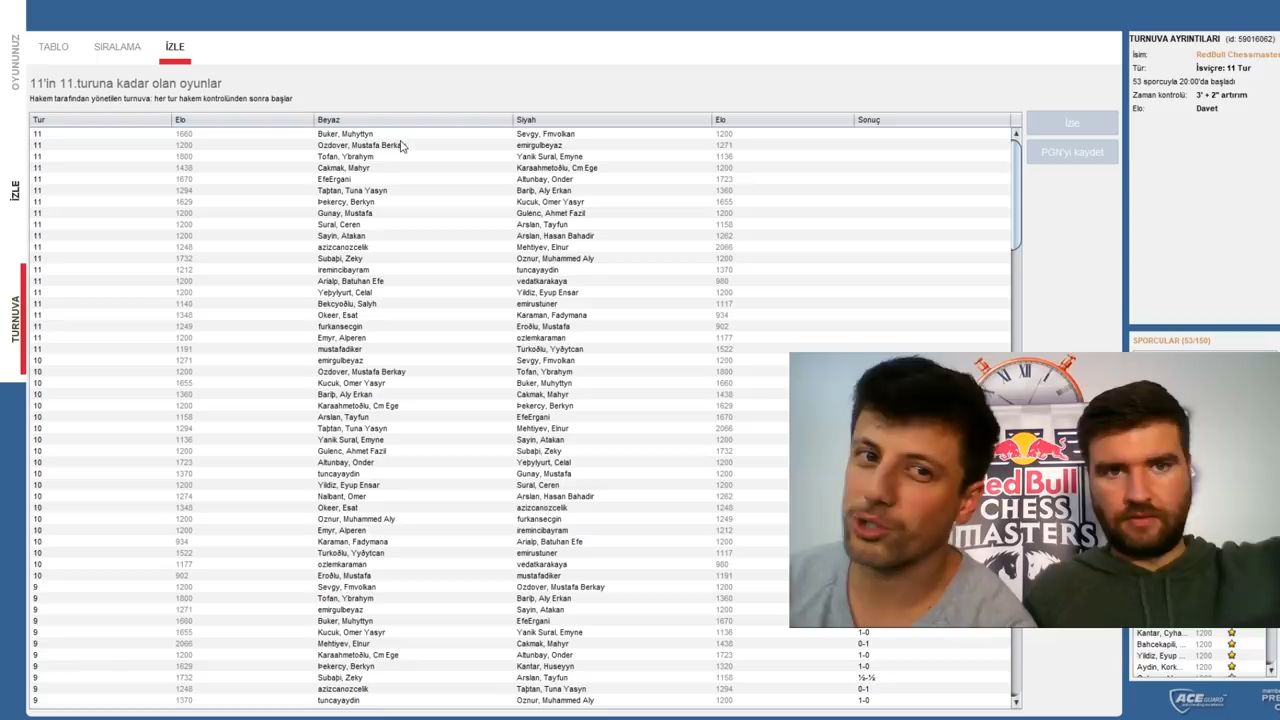 OYUNUNUZ
İZLE
TURNUVA
TABLO SIRALAMA İZLE
11'in 11.turuna kadar olan oyunlar
Hakem tarafından yönetilen turnuva: her tur hakem kontrolünden sonra başlar
Tur Elo Beyaz Siyah Elo Sonuç
11 1660 Buker, Muhyttyn Sevgy, Fmvolkan 1200
11 1200 Ozdover, Mustafa Berkay emirgulbeyaz 1271
11 1800 Tofan, Ybrahym Yanik Sural, Emyne 1136
11 1438 Cakmak, Mahyr Karaahmetoðlu, Cm Ege 1200
11 1670 EfeErgani Altunbay, Onder 1723
11 1294 Taþtan, Tuna Yasyn Bariþ, Aly Erkan 1360
11 1629 Þekercy, Berkyn Kucuk, Omer Yasyr 1655
11 1200 Gunay, Mustafa Gulenc, Ahmet Fazil 1200
11 1200 Sural, Ceren Arslan, Tayfun 1158
11 1200 Sayin, Atakan Arslan, Hasan Bahadir 1262
11 1248 azizcanozcelik Mehtiyev, Elnur 2066
11 1732 Subaþi, Zeky Oznur, Muhammed Aly 1200
11 1212 iremincibayram tuncayaydin 1370
11 1200 Arialp, Batuhan Efe vedatkarakaya 980
11 1200 Yeþylyurt, Celal Yildiz, Eyup Ensar 1200
11 1140 Bekcyoðlu, Salyh emirustuner 1117
11 1348 Okeer, Esat Karaman, Fadymana 934
11 1249 furkansecgin Eroðlu, Mustafa 902
11 1200 Emyr, Alperen ozlemkaraman 1177
11 1191 mustafadiker Turkoðlu, Yyðytcan 1522
10 1271 emirgulbeyaz Sevgy, Fmvolkan
10 1200 Ozdover, Mustafa Berkay Tofan, Ybrahym 1800
10 1655 Kucuk, Omer Yasyr Buker, Muhyttyn 1660
10 1360 Bariþ, Aly Erkan Cakmak, Mahyr 1438
10 1200 Karaahmetoðlu, Cm Ege Þekercy, Berkyn 1629
10 1158 Arslan, Tayfun EfeErgani 1670
10 1294 Taþtan, Tuna Yasyn Mehtiyev, Elnur 2066
10 1136 Yanik Sural, Emyne Sayin, Atakan 1200
10 1200 Gulenc, Ahmet Fazil Subaþi, Zeky 1732
10 1723 Altunbay, Onder Yeþylyurt, Celal 1200
10 1370 tuncayaydin Gunay, Mustafa 1200
10 1200 Yildiz, Eyup Ensar Sural, Ceren 1200
10 1274 Nalbant, Omer Arslan, Hasan Bahadir 1262
10 1348 Okeer, Esat azizcanozcelik 1248
10 1200 Oznur, Muhammed Aly furkansecgin 1249
10 1200 Emyr, Alperen iremincibayram 1212
10 934 Karaman, Fadymana Arialp, Batuhan Efe 1200
10 1522 Turkoðlu, Yyðytcan emirustuner 1117
10 1177 ozlemkaraman vedatkarakaya 980
10 902 Eroðlu, Mustafa mustafadiker 1191
9 1200 Sevgy, Fmvolkan Ozdover, Mustafa Berkay 1200
9 1800 Tofan, Ybrahym Bariþ, Aly Erkan 1360
9 1271 emirgulbeyaz Sayin, Atakan 1200
9 1660 Buker, Muhyttyn EfeErgani 1670
9 1655 Kucuk, Omer Yasyr Yanik Sural, Emyne 1136 1-0
9 2066 Mehtiyev, Elnur Cakmak, Mahyr 1438 0-1
9 1200 Karaahmetoðlu, Cm Ege Altunbay, Onder 1723 1-0
9 1629 Þekercy, Berkyn Kantar, Huseyyn 1320 1-0
9 1732 Subaþi, Zeky Arslan, Tayfun 1158 ½-½
9 1248 azizcanozcelik Taþtan, Tuna Yasyn 1294 0-1
9 1370 tuncayaydin Oznur, Muhammed Aly 1200 1-0
İzle
PGN'yı kaydet
TURNUVA AYRINTILARI (id: 59016062)
İsim: RedBull Chessmaster
Tür: İsviçre: 11 Tur
53 sporcuyla 20:00'da başladı
Zaman kontrolü: 3' + 2" artırım
Elo: Davet
SPORCULAR (53/150)
Red Bull
CHESS
MASTERS
Kantar, Cyha... 1200
Bahcekapili, ... 1200
Yildiz, Eyup ... 1200
Aydin, Kork... 1200
ACEGUARD